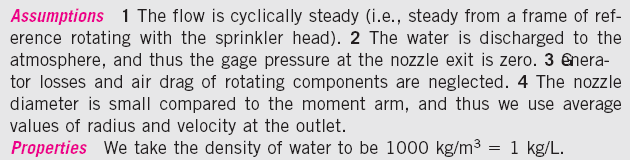 Assumptions 1 The flow is cyclically steady (i.e., steady from a frame of ref-
erence rotating with the sprinkler head). 2 The water is discharged to the
atmosphere, and thus the gage pressure at the nozzle exit is zero. 3 Genera-
tor losses and air drag of rotating components are neglected. 4 The nozzle
diameter is small compared to the moment arm, and thus we use average
values of radius and velocity at the outlet.
Properties We take the density of water to be 1000 kg/m³ = 1 kg/L.